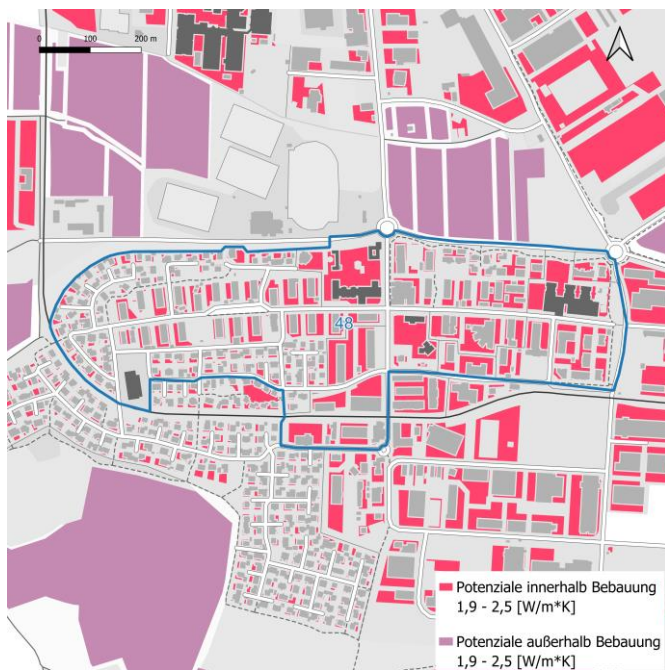 0 100 200 m
48
Potenziale innerhalb Bebauung
1,9 - 2,5 [W/m*K]
Potenziale außerhalb Bebauung
1,9 - 2,5 [W/m*K]